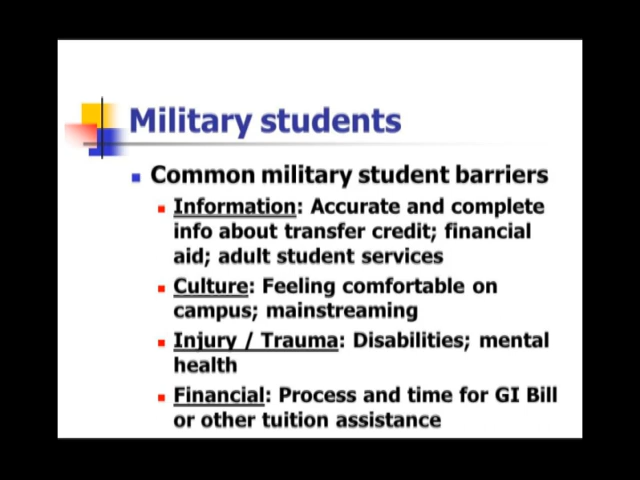 Military students
Common military student barriers
Information: Accurate and complete
info about transfer credit; financial
aid; adult student services
Culture: Feeling comfortable on
campus; mainstreaming
Injury / Trauma: Disabilities; mental
health
Financial: Process and time for GI Bill
or other tuition assistance